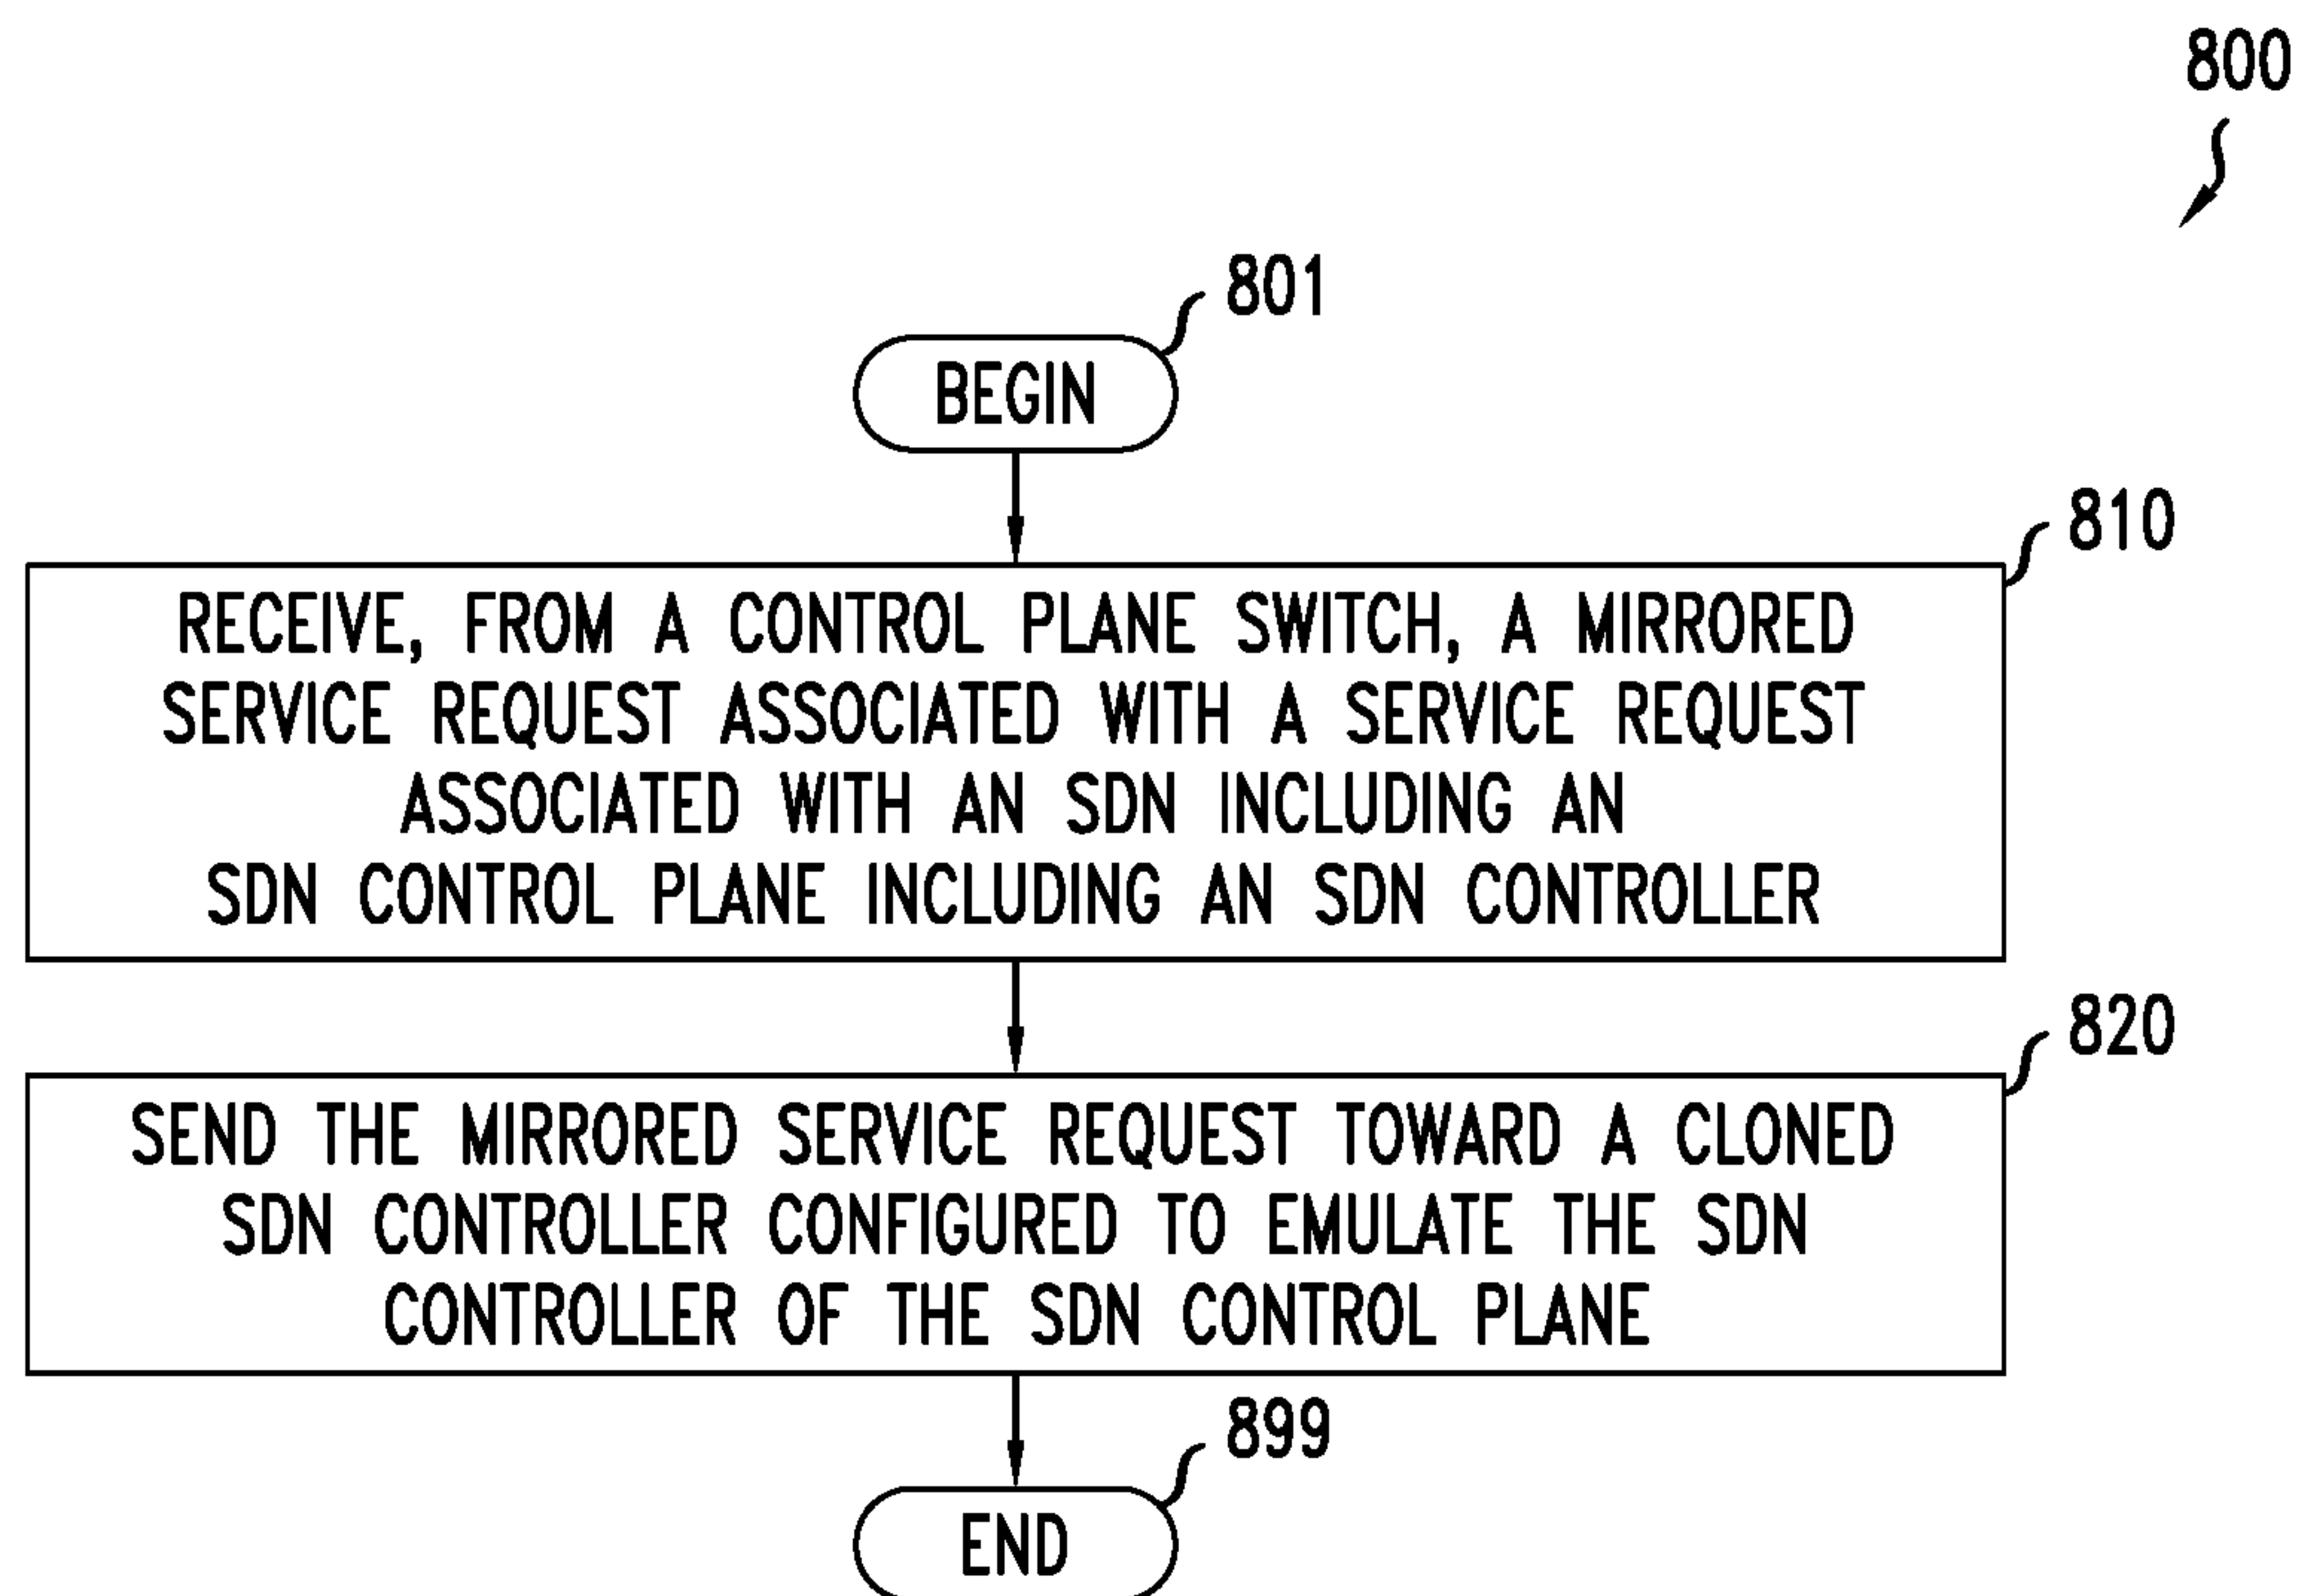 800
801
BEGIN
810
RECEIVE, FROM A CONTROL PLANE SWITCH, A MIRRORED
SERVICE REQUEST ASSOCIATED WITH A SERVICE REQUEST
ASSOCIATED WITH AN SDN INCLUDING AN
SDN CONTROL PLANE INCLUDING AN SDN CONTROLLER
820
SEND THE MIRRORED SERVICE REQUEST TOWARD A CLONED
SDN CONTROLLER CONFIGURED TO EMULATE THE SDN
CONTROLLER OF THE SDN CONTROL PLANE
899
END